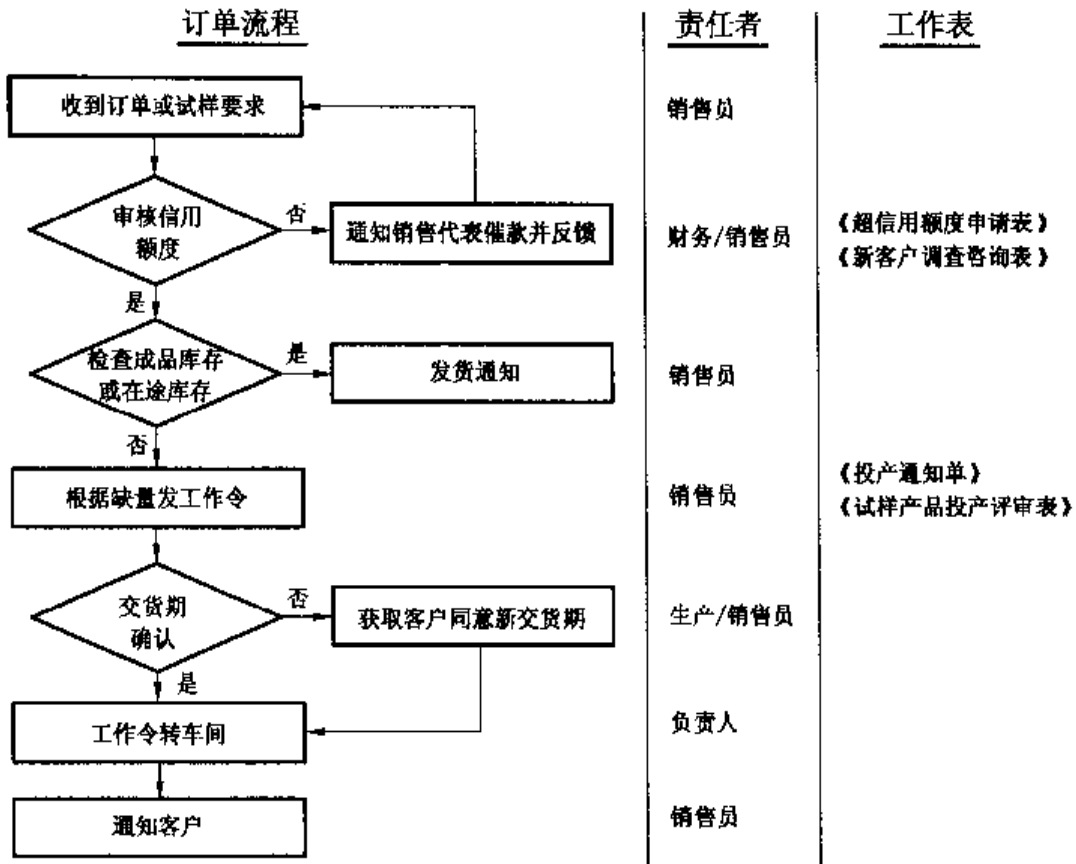 订单流程
责任者
工作表
收到订单或试样要求
销售员
审核信用
额度
否
通知销售代表催款并反馈
财务/销售员
《超信用额度申请表》
《新客户调查咨询表》
是
检查成品库存
或在途库存
是
发货通知
销售员
否
根据缺量发工作令
销售员
《投产通知单》
《试样产品投产评审表》
交货期
确认
否
获取客户同意新交货期
生产/销售员
是
工作令转车间
负责人
通知客户
销售员